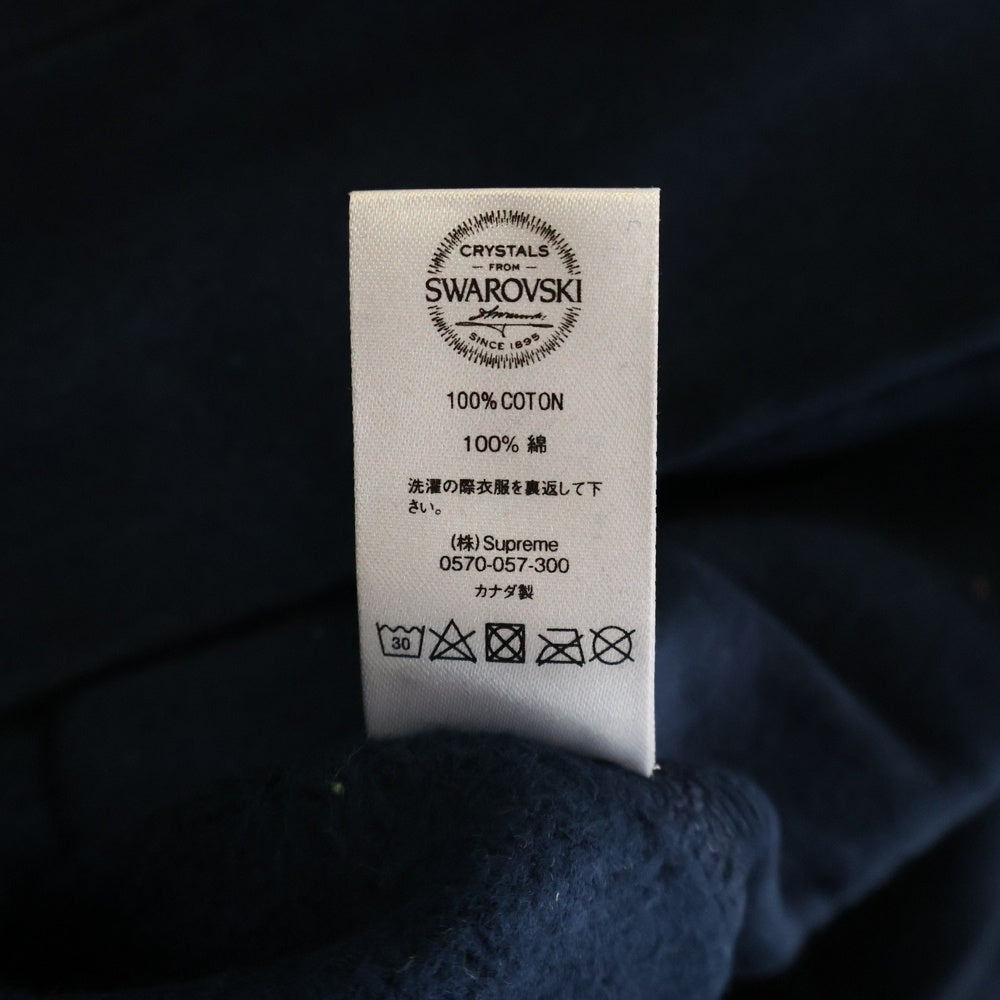 CRYSTALS
FROM
SWAROVSKI
SINCE 1895
100% COTON
100% 綿
洗濯の際衣服を裏返して下
さい。
(株)Supreme
0570-057-300
カナダ製
30